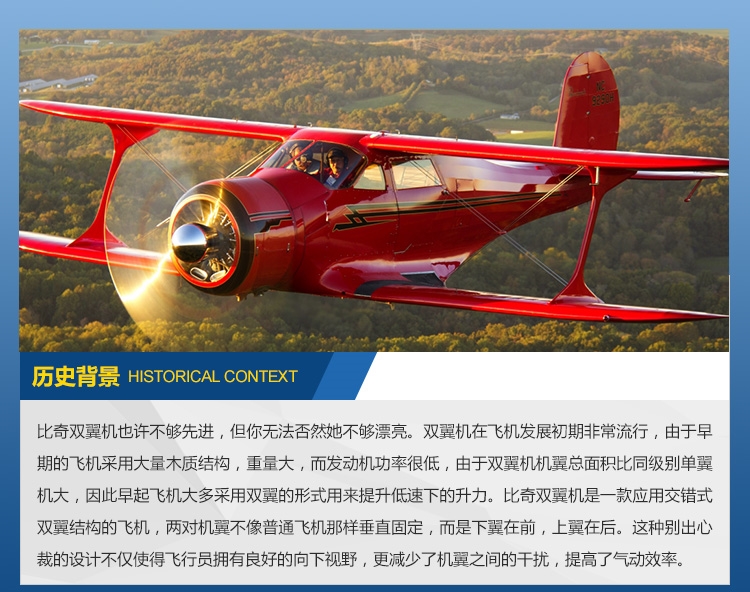 历史背景 HISTORICAL CONTEXT
比奇双翼机也许不够先进，但你无法否然她不够漂亮。双翼机在飞机发展初期非常流行，由于早
期的飞机采用大量木质结构，重量大，而发动机功率很低，由于双翼机机翼总面积比同级别单翼
机大，因此早起飞机大多采用双翼的形式用来提升低速下的升力。比奇双翼机是一款应用交错式
双翼结构的飞机，两对机翼不像普通飞机那样垂直固定，而是下翼在前，上翼在后。这种别出心
裁的设计不仅使得飞行员拥有良好的向下视野，更减少了机翼之间的干扰，提高了气动效率。